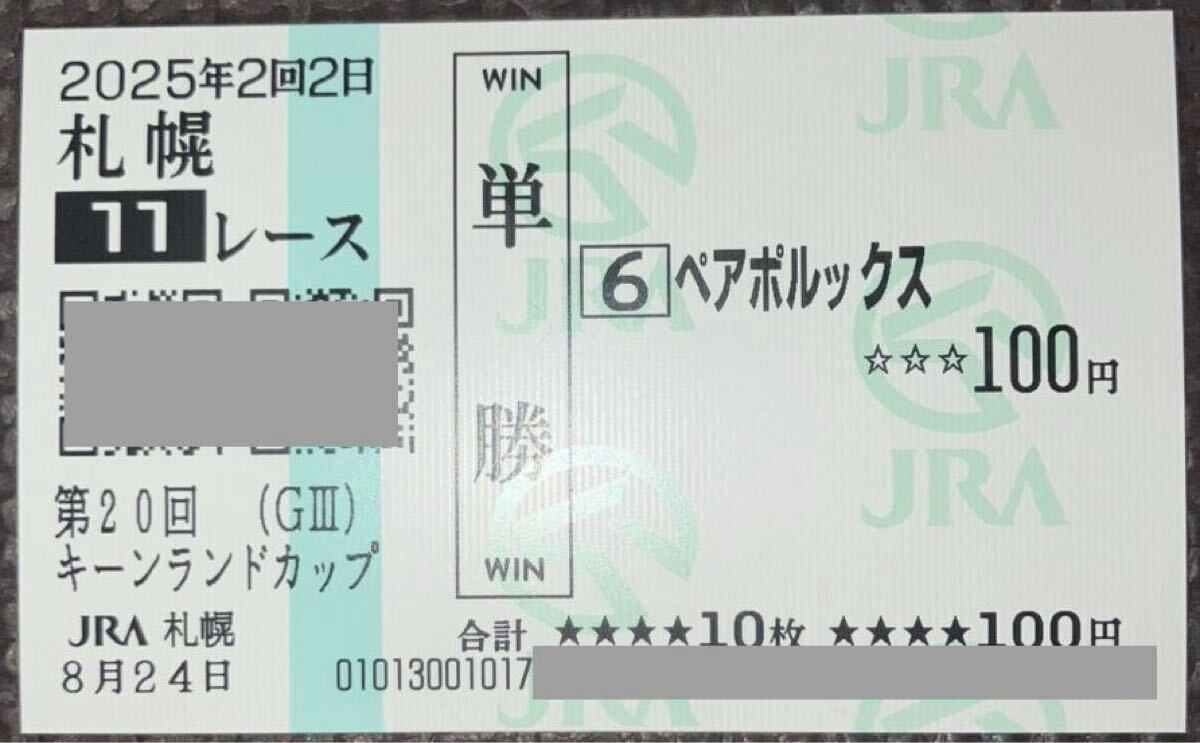 2025年2回2日
札幌
11レース
第20回 (GⅢ)
キーンランドカップ
JRA 札幌
8月24日
WIN
単勝
WIN
6 ペアポルックス
☆☆☆100円
合計 ★★★★10枚 ★★★★100円
01013001017
JRA
JRA
JRA
JRA